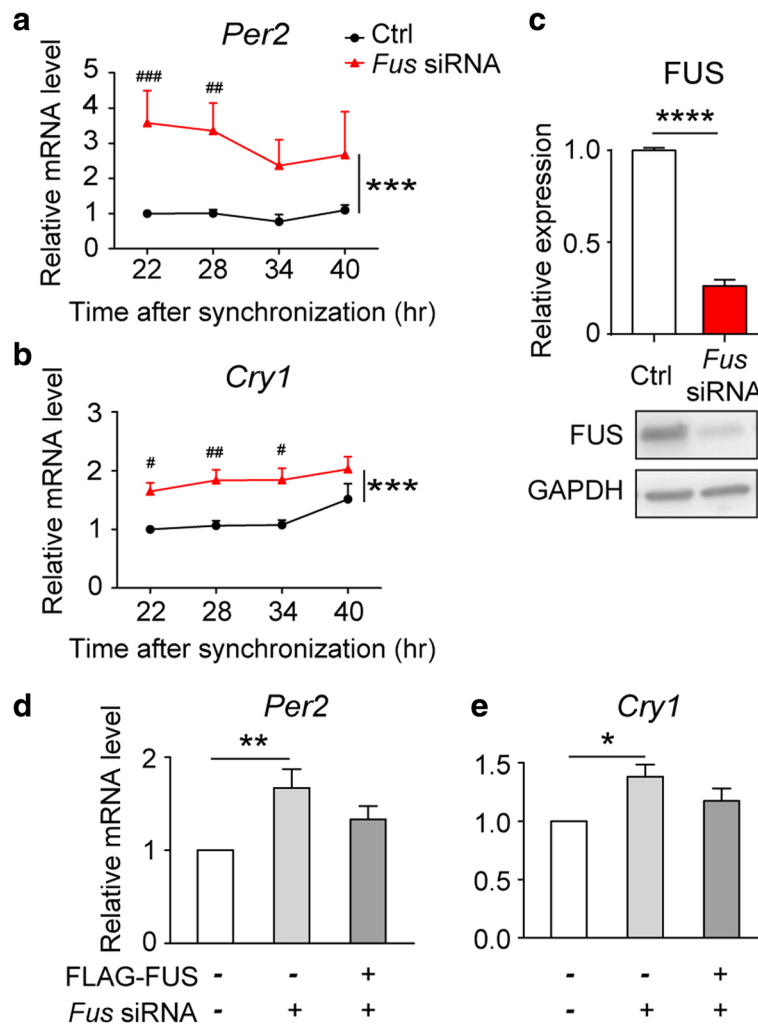 a
Per2
Ctrl
Fus siRNA
Relative mRNA level
5
4
3
2
1
0
###
##
***
22 28 34 40
Time after synchronization (hr)
b
Cry1
Relative mRNA level
3
2
1
0
#
##
#
***
22 28 34 40
Time after synchronization (hr)
c
FUS
****
Relative expression
1.0
0.5
0
Ctrl
Fus
siRNA
FUS
GAPDH
d
Per2
Relative mRNA level
2
1
0
**
FLAG-FUS - - +
Fus siRNA - + +
e
Cry1
1.5
1.0
0.5
0.0
*
- - +
- + +